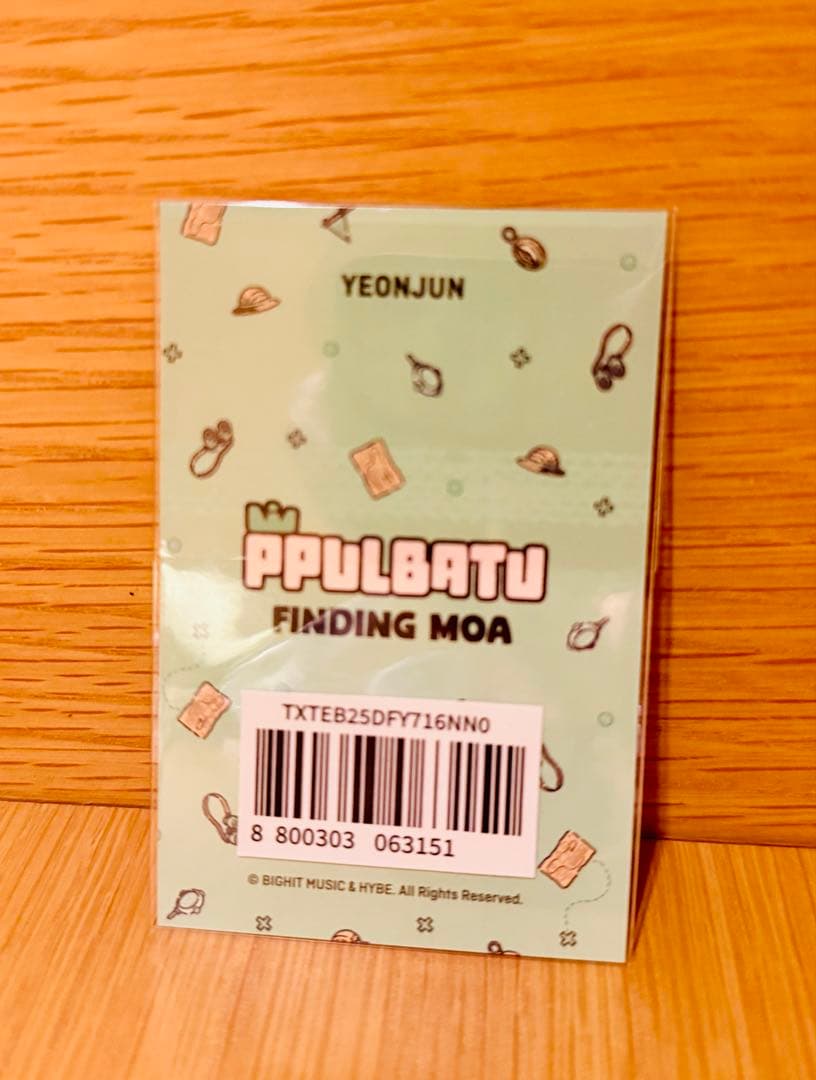 YEONJUN
PPULBATU
FINDING MOA
TXTEB25DFY716NN0
8 800303 063151
© BIGHIT MUSIC & HYBE. All Rights Reserved.